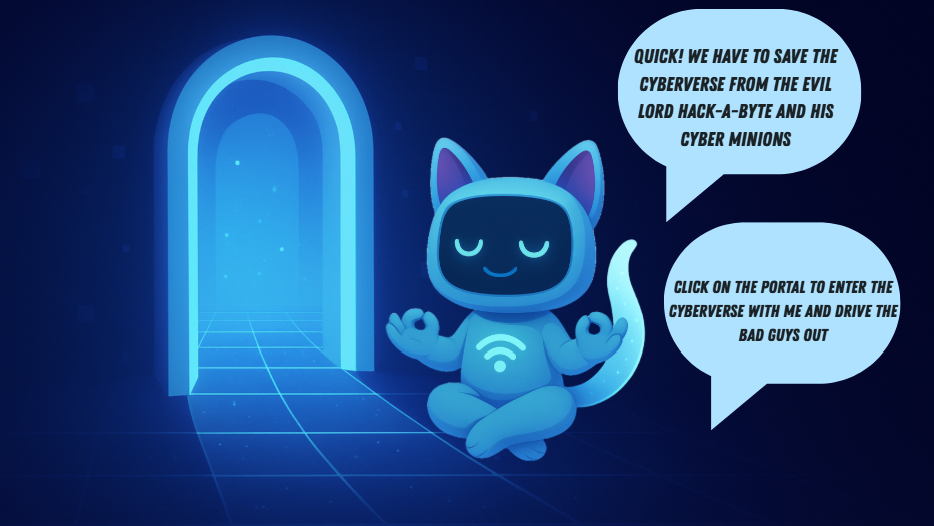 QUICK! WE HAVE TO SAVE THE
CYBERVERSE FROM THE EVIL
LORD HACK-A-BYTE AND HIS
CYBER MINIONS
CLICK ON THE PORTAL TO ENTER THE
CYBERVERSE WITH ME AND DRIVE THE
BAD GUYS OUT